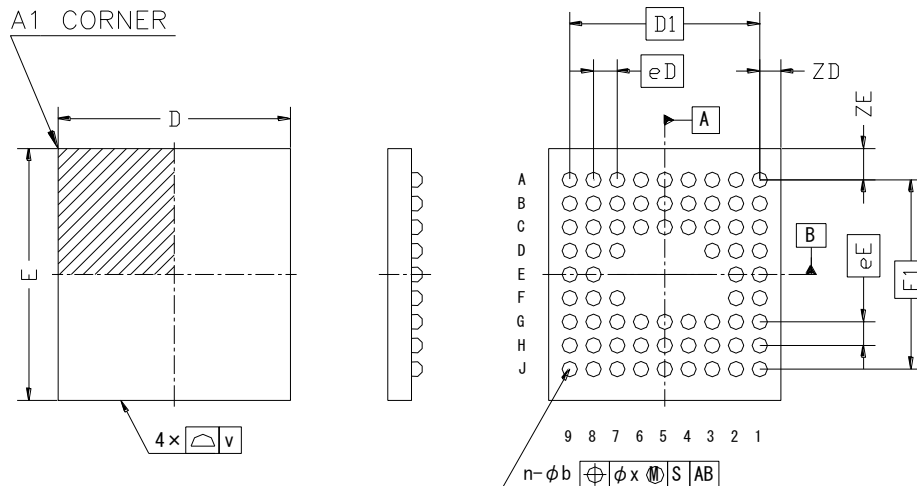 A1 CORNER
D
E
4× v
D1
eD
ZD
ZE
A
B
eE
E1
A
B
C
D
E
F
G
H
J
9 8 7 6 5 4 3 2 1
n-φb ⌖ φx Ⓜ S AB